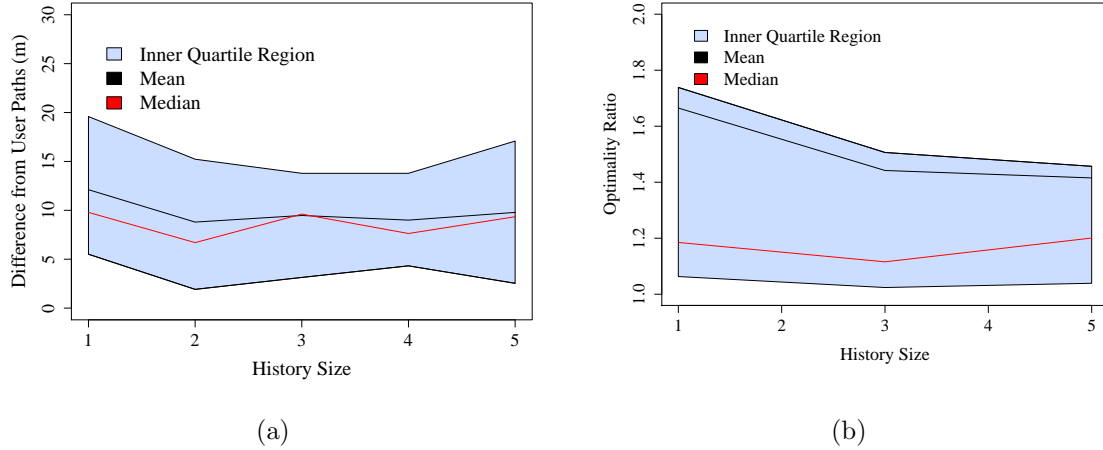 Difference from User Paths (m)
0 5 10 15 20 25 30
Inner Quartile Region
Mean
Median
1 2 3 4 5
History Size
(a)
Optimality Ratio
1.0 1.2 1.4 1.6 1.8 2.0
Inner Quartile Region
Mean
Median
1 2 3 4 5
History Size
(b)